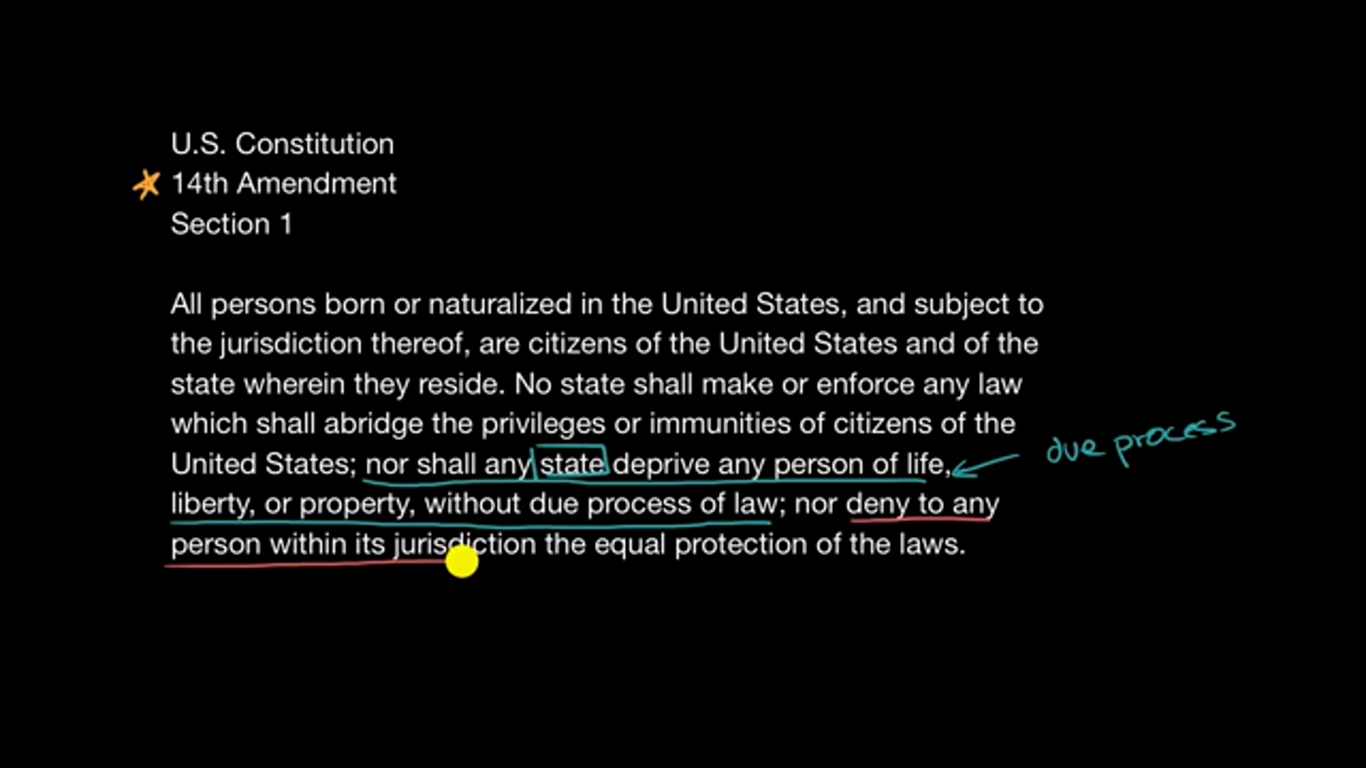 U.S. Constitution
14th Amendment
Section 1
All persons born or naturalized in the United States, and subject to
the jurisdiction thereof, are citizens of the United States and of the
state wherein they reside. No state shall make or enforce any law
which shall abridge the privileges or immunities of citizens of the
United States; nor shall any state deprive any person of life,
due process
liberty, or property, without due process of law; nor deny to any
person within its jurisdiction the equal protection of the laws.